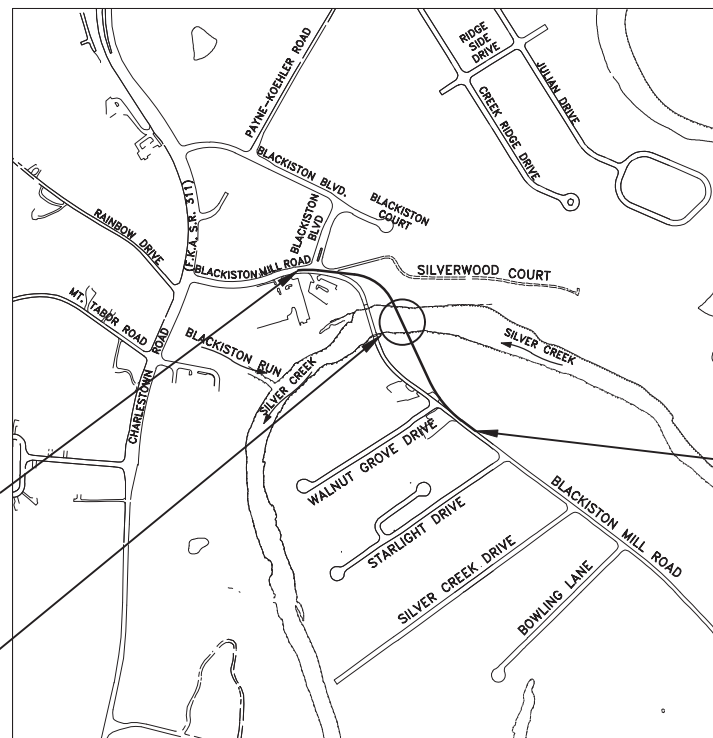 PAYNE-KOEHLER ROAD
RIDGE
SIDE
DRIVE
JULIAN DRIVE
CREEK RIDGE DRIVE
BLACKISTON BLVD.
BLACKISTON
COURT
BLACKISTON
BLVD
(F.K.A. S.R. 311)
RAINBOW DRIVE
BLACKISTON MILL ROAD
SILVERWOOD COURT
MT. TABOR ROAD
CHARLESTOWN ROAD
BLACKISTON RUN
SILVER CREEK
SILVER CREEK
WALNUT GROVE DRIVE
STARLIGHT DRIVE
BLACKISTON MILL ROAD
SILVER CREEK DRIVE
BOWLING LANE